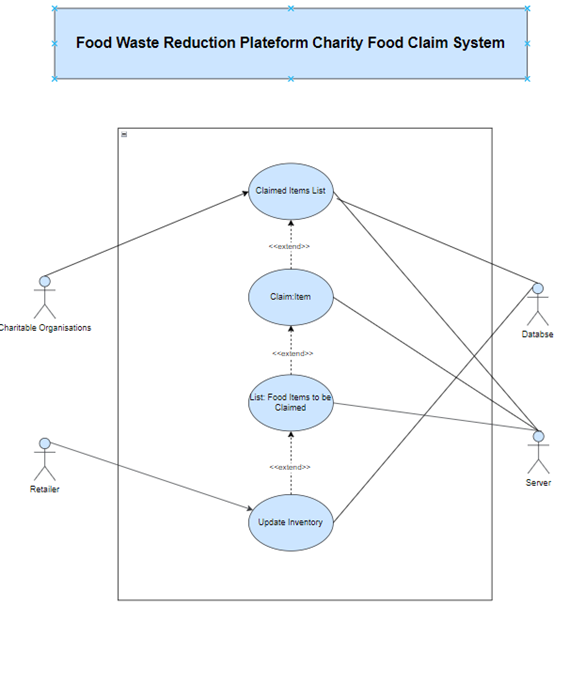 Food Waste Reduction Plateform Charity Food Claim System
Claimed Items List
<<extend>>
Claim:Item
Charitable Organisations
Databse
<<extend>>
List: Food Items to be
Claimed
<<extend>>
Retailer
Server
Update Inventory